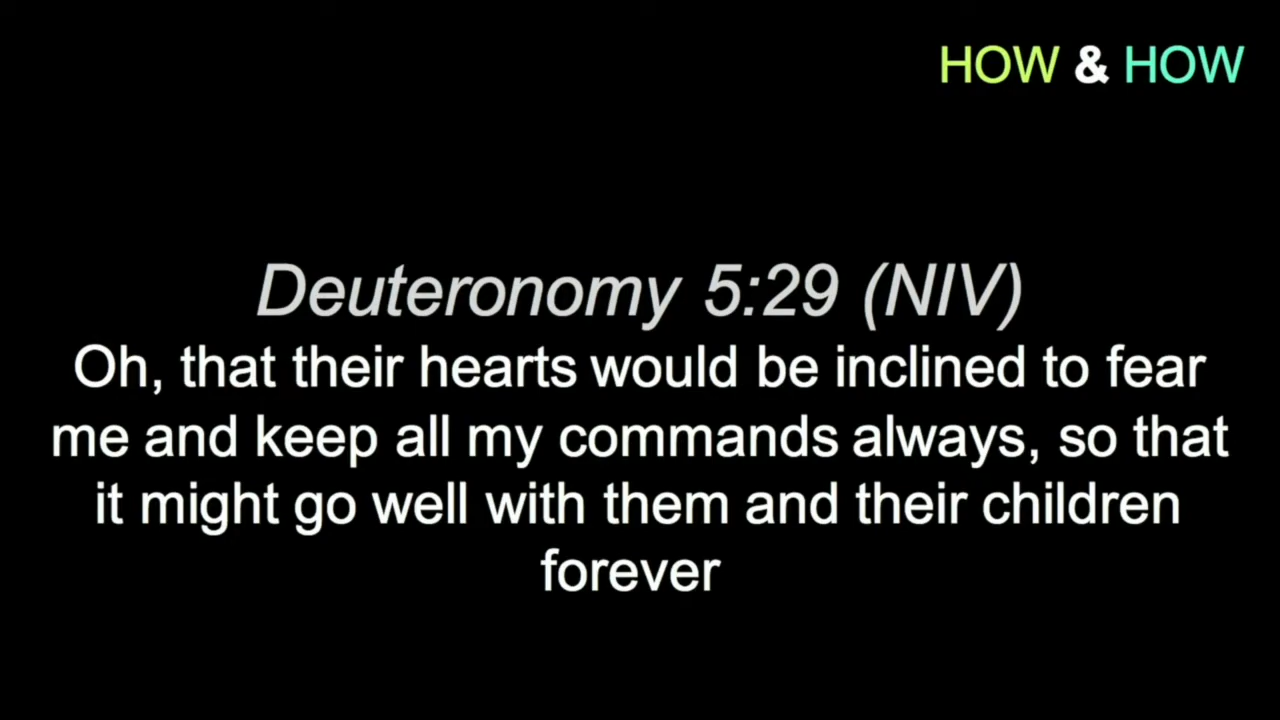 HOW & HOW
Deuteronomy 5:29 (NIV)
Oh, that their hearts would be inclined to fear
me and keep all my commands always, so that
it might go well with them and their children
forever